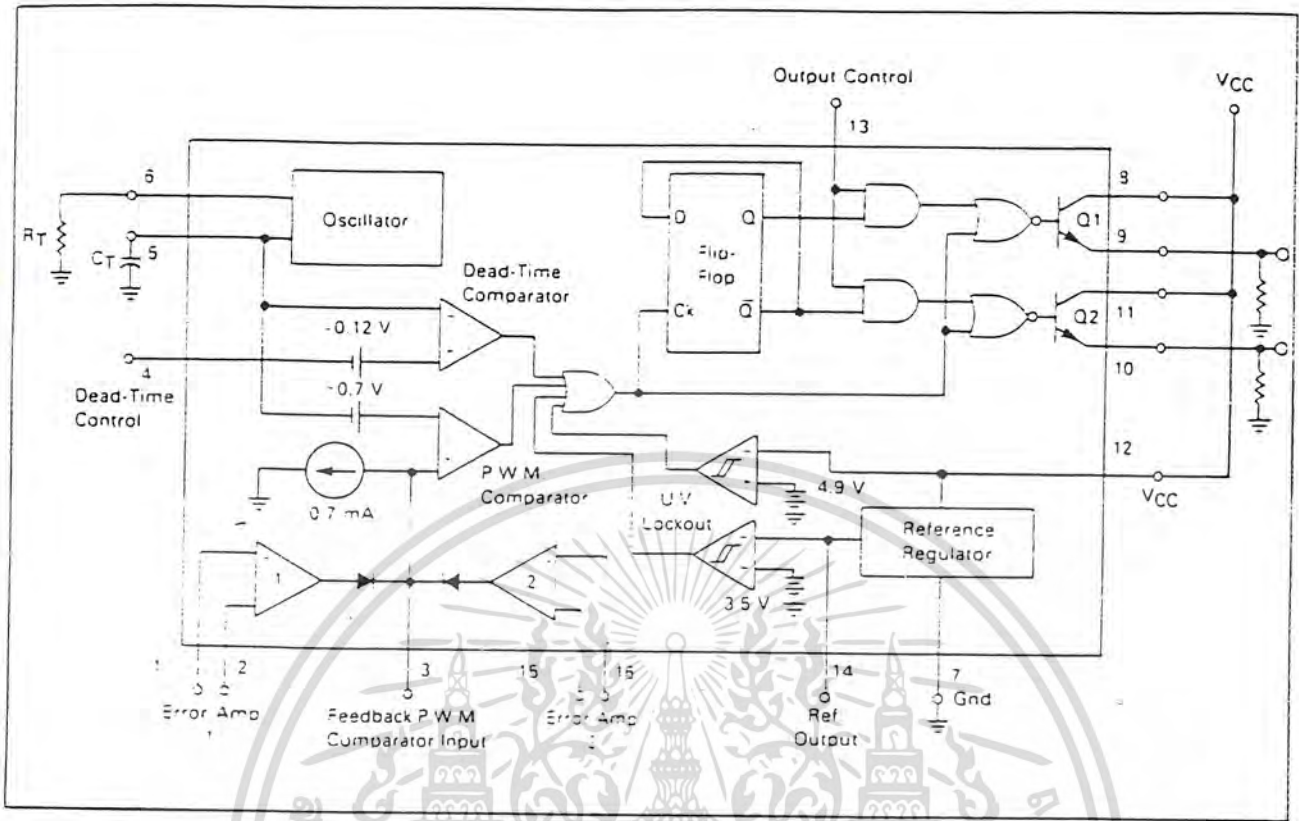 Output Control
VCC
13
6
Oscillator
RT
CT
5
D
Q
Flip-
Flop
Ck
Q̅
8
Q1
9
Q2
11
10
Dead-Time
Comparator
-0.12 V
4
-0.7 V
Dead-Time
Control
P W M
Comparator
0.7 mA
UV
Lockout
4.9 V
3.5 V
12
VCC
Reference
Regulator
1
2
1
2
3
15
16
14
7
Gnd
Error Amp
1
Feedback P W M
Comparator Input
Error Amp
Ref
Output